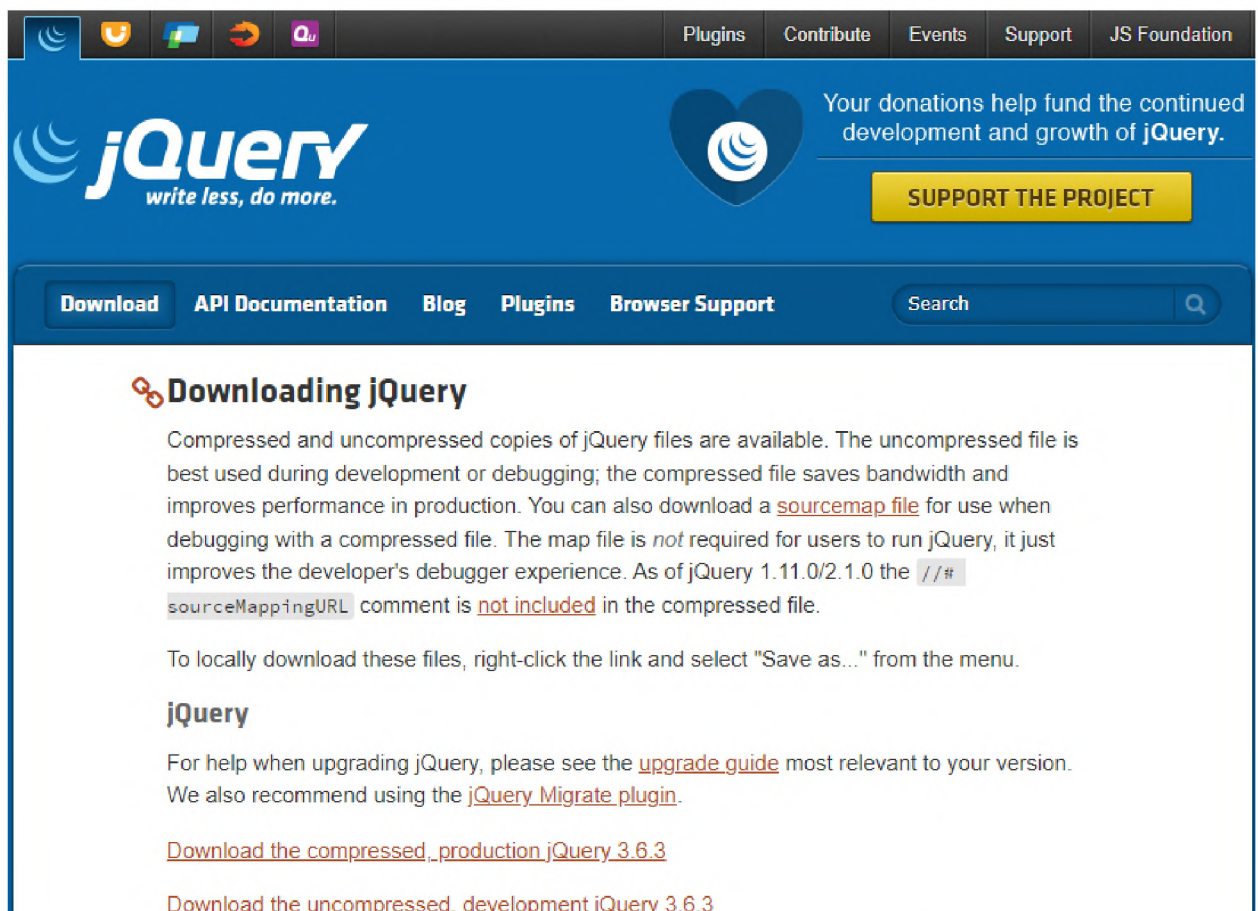 Qu
Plugins Contribute Events Support JS Foundation
jQuery
write less, do more.
Your donations help fund the continued
development and growth of jQuery.
SUPPORT THE PROJECT
Download API Documentation Blog Plugins Browser Support Search
Downloading jQuery
Compressed and uncompressed copies of jQuery files are available. The uncompressed file is
best used during development or debugging; the compressed file saves bandwidth and
improves performance in production. You can also download a sourcemap file for use when
debugging with a compressed file. The map file is not required for users to run jQuery, it just
improves the developer's debugger experience. As of jQuery 1.11.0/2.1.0 the //#
sourceMappingURL comment is not included in the compressed file.
To locally download these files, right-click the link and select "Save as..." from the menu.
jQuery
For help when upgrading jQuery, please see the upgrade guide most relevant to your version.
We also recommend using the jQuery Migrate plugin.
Download the compressed, production jQuery 3.6.3
Download the uncompressed, development jQuery 3.6.3